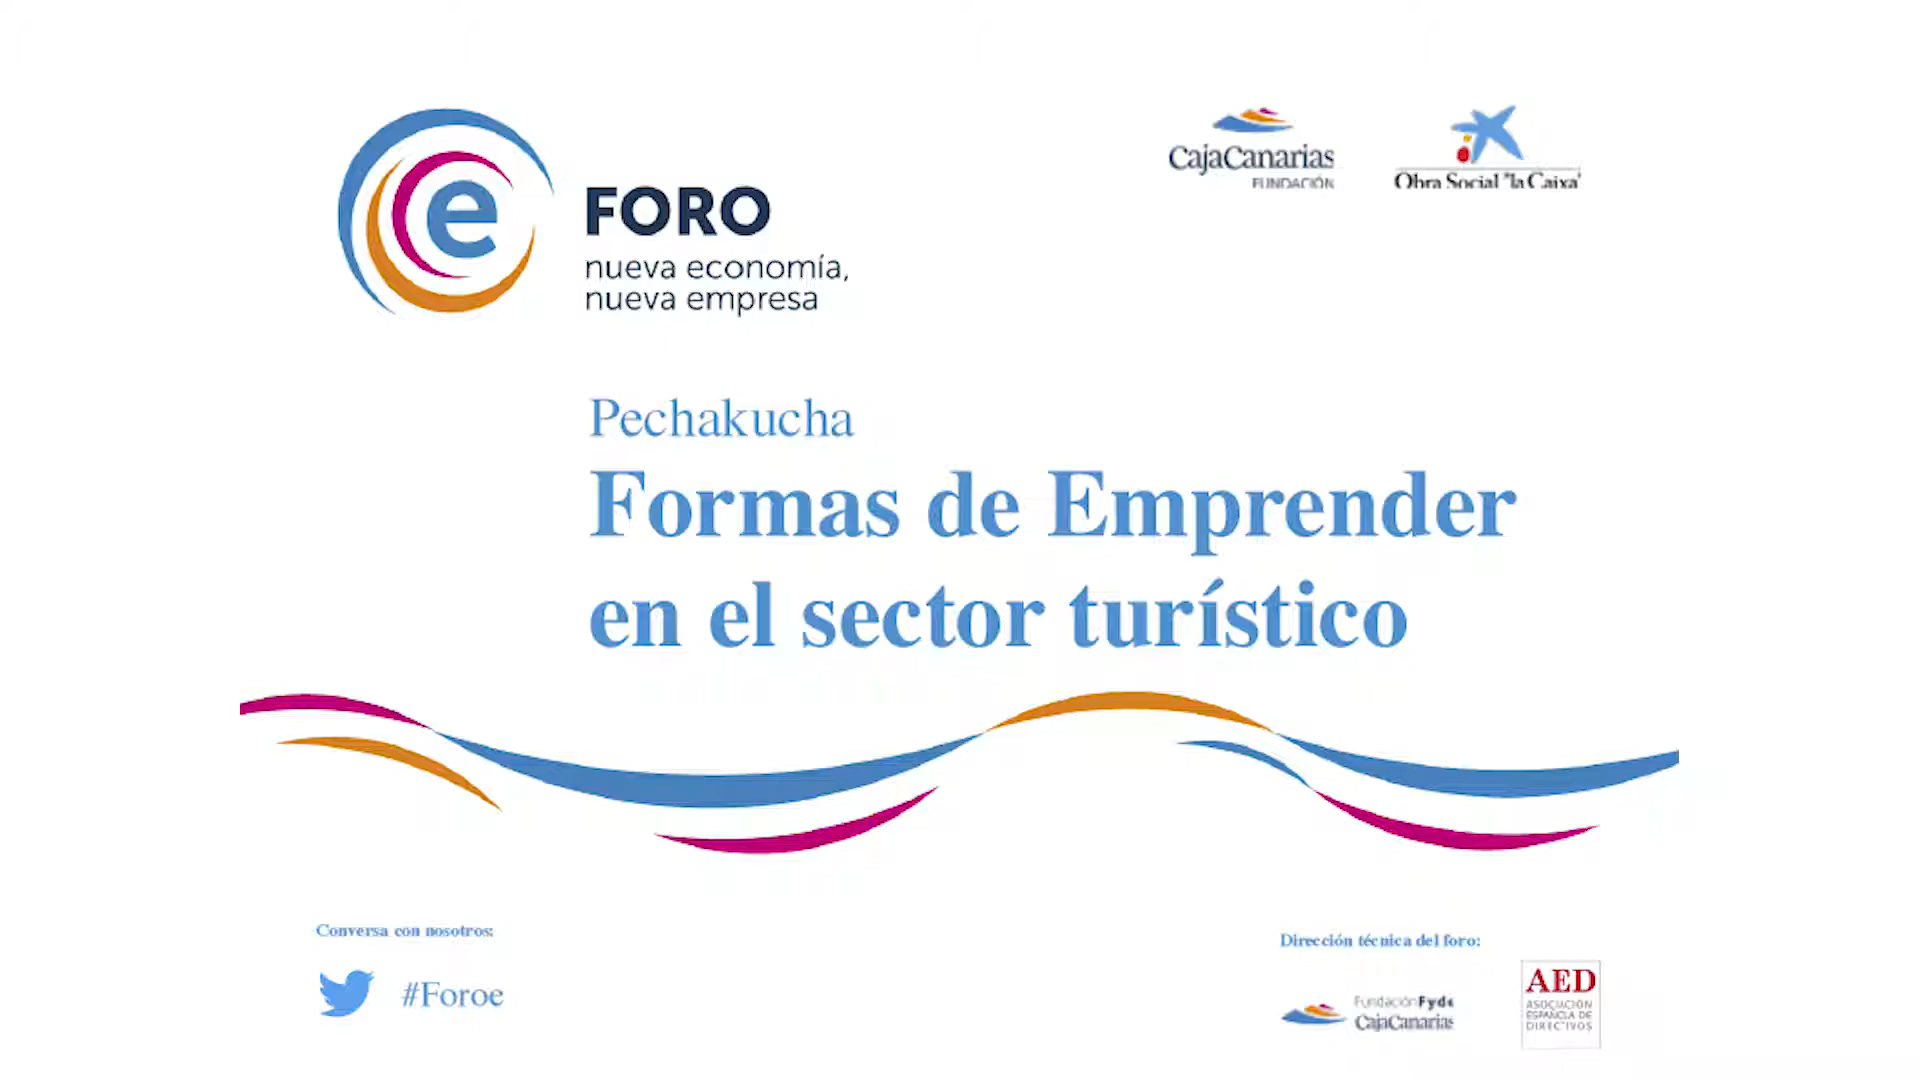 e
FORO
nueva economía,
nueva empresa
CajaCanarias
FUNDACIÓN
Obra Social "la Caixa"
Pechakucha
Formas de Emprender
en el sector turístico
Conversa con nosotros:
#Foroe
Dirección técnica del foro:
Fundación Fyde
CajaCanarias
AED
ASOCIACIÓN
ESPAÑOLA DE
DIRECTIVOS